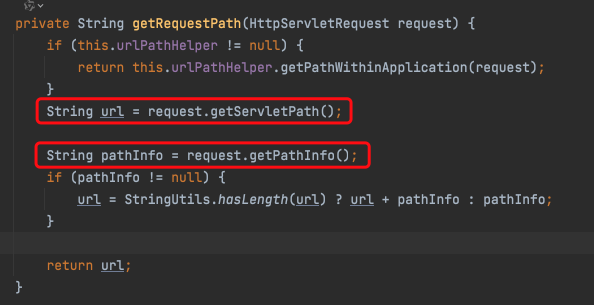 private String getRequestPath(HttpServletRequest request) {
    if (this.urlPathHelper != null) {
        return this.urlPathHelper.getPathWithinApplication(request);
    }
    String url = request.getServletPath();
    String pathInfo = request.getPathInfo();
    if (pathInfo != null) {
        url = StringUtils.hasLength(url) ? url + pathInfo : pathInfo;
    }
    return url;
}